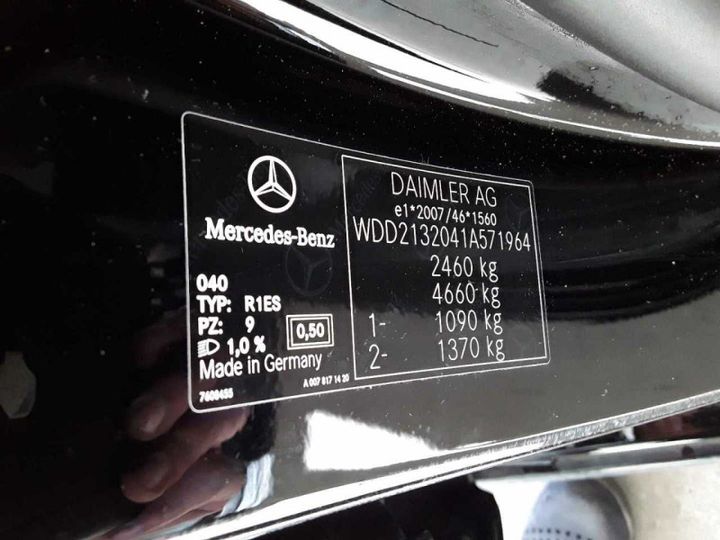 Mercedes-Benz
040
TYP: R1ES
PZ: 9
0,50
1,0 %
Made in Germany
7608435
A 007 817 14 20
DAIMLER AG
e1*2007/46*1560
WDD2132041A571964
2460 kg
4660 kg
1- 1090 kg
2- 1370 kg